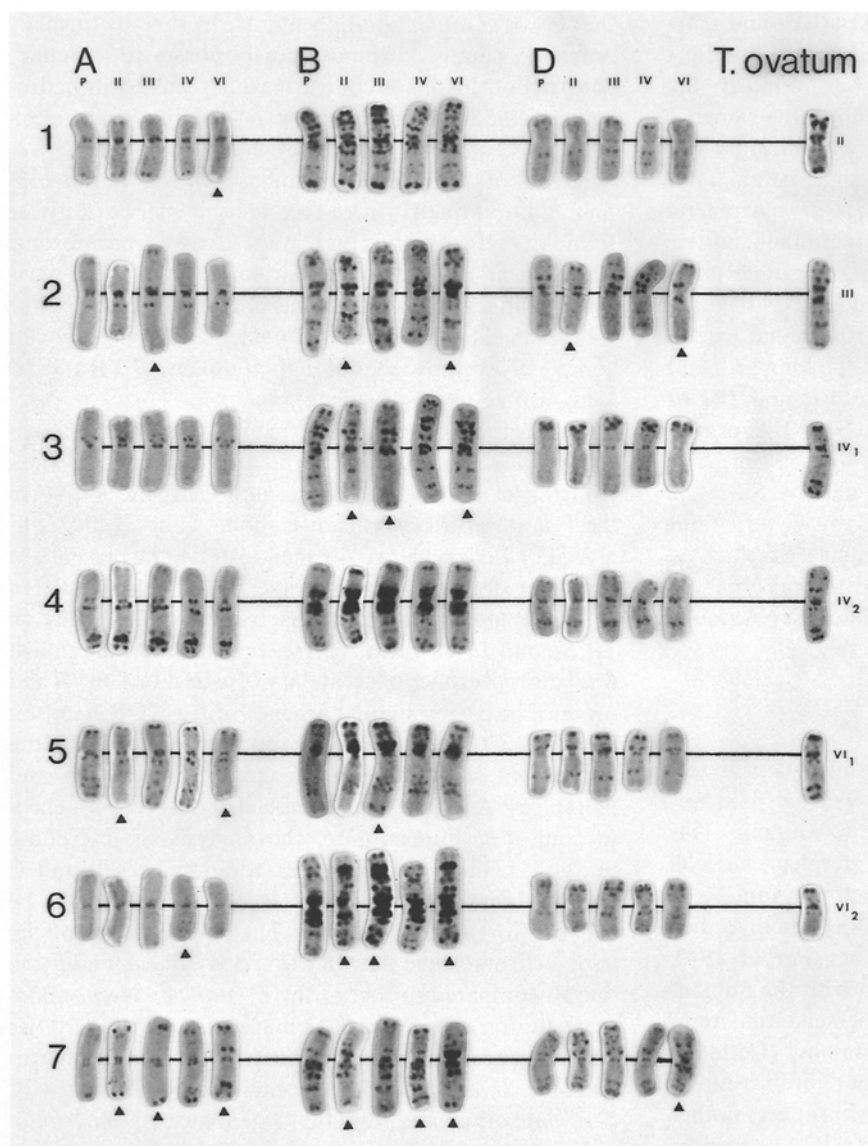 A B D T. ovatum
P II III IV VI P II III IV VI P II III IV VI
1 II
2 III
3 IV₁
4 IV₂
5 VI₁
6 VI₂
7